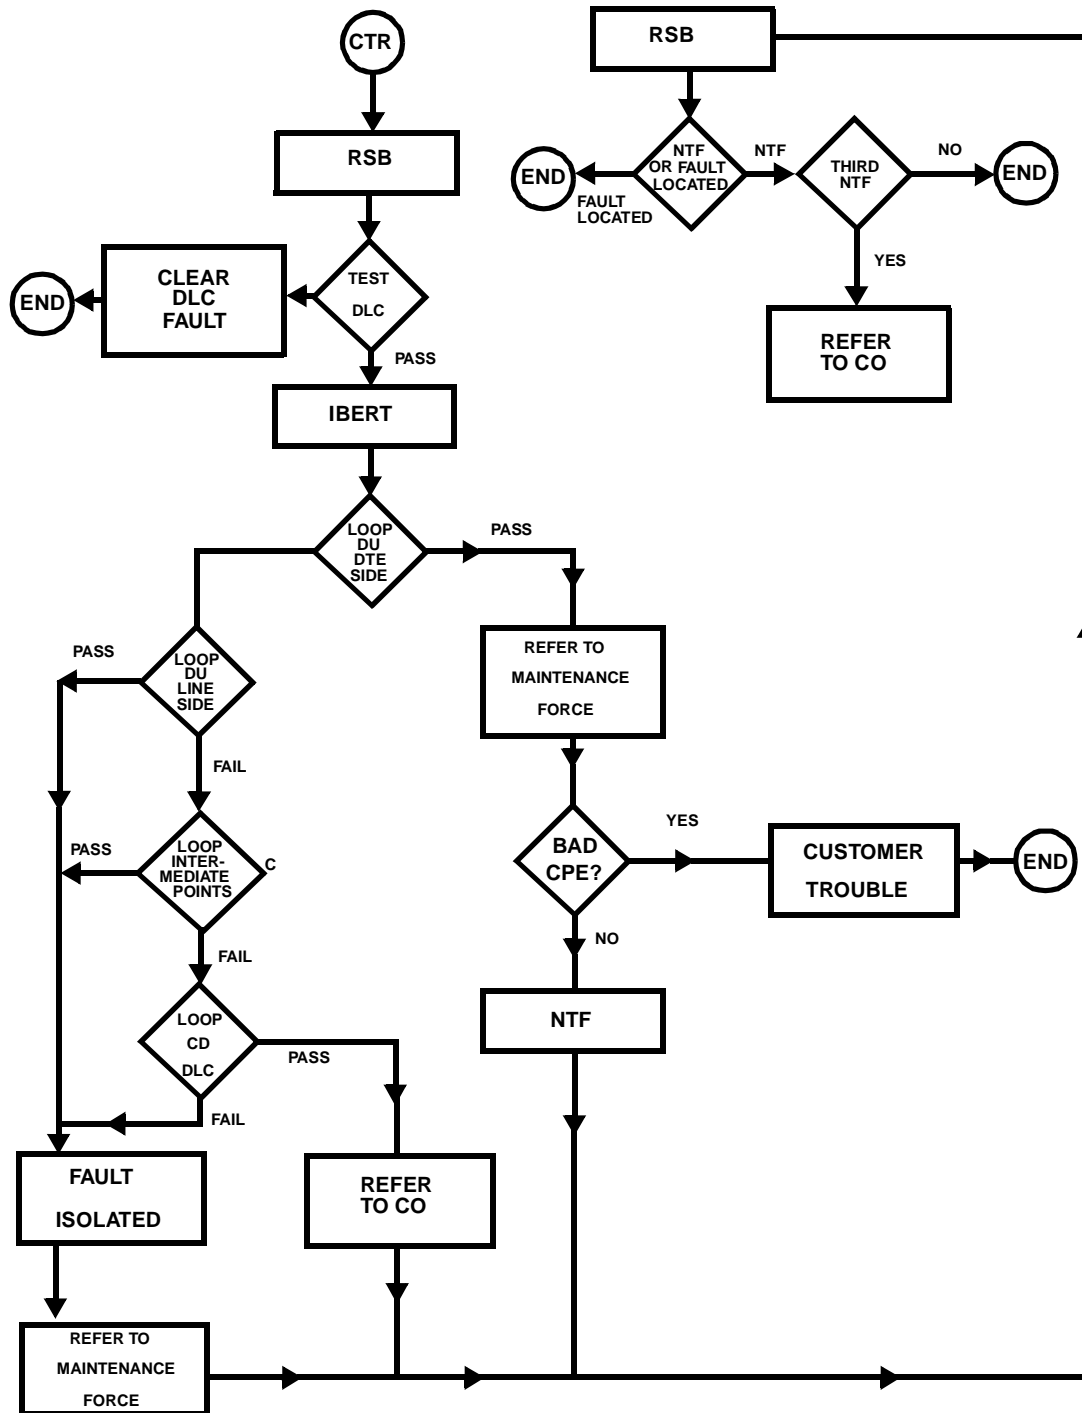 CTR
RSB
RSB
NTF
OR FAULT
LOCATED
NTF
THIRD
NTF
NO
END
END
FAULT
LOCATED
YES
REFER
TO CO
END
CLEAR
DLC
FAULT
TEST
DLC
PASS
IBERT
LOOP
DU
DTE
SIDE
PASS
PASS
LOOP
DU
LINE
SIDE
REFER TO
MAINTENANCE
FORCE
FAIL
PASS
LOOP
INTER-
MEDIATE
POINTS
C
BAD
CPE?
YES
CUSTOMER
TROUBLE
END
FAIL
NO
LOOP
CD
DLC
PASS
NTF
FAIL
FAULT
ISOLATED
REFER
TO CO
REFER TO
MAINTENANCE
FORCE